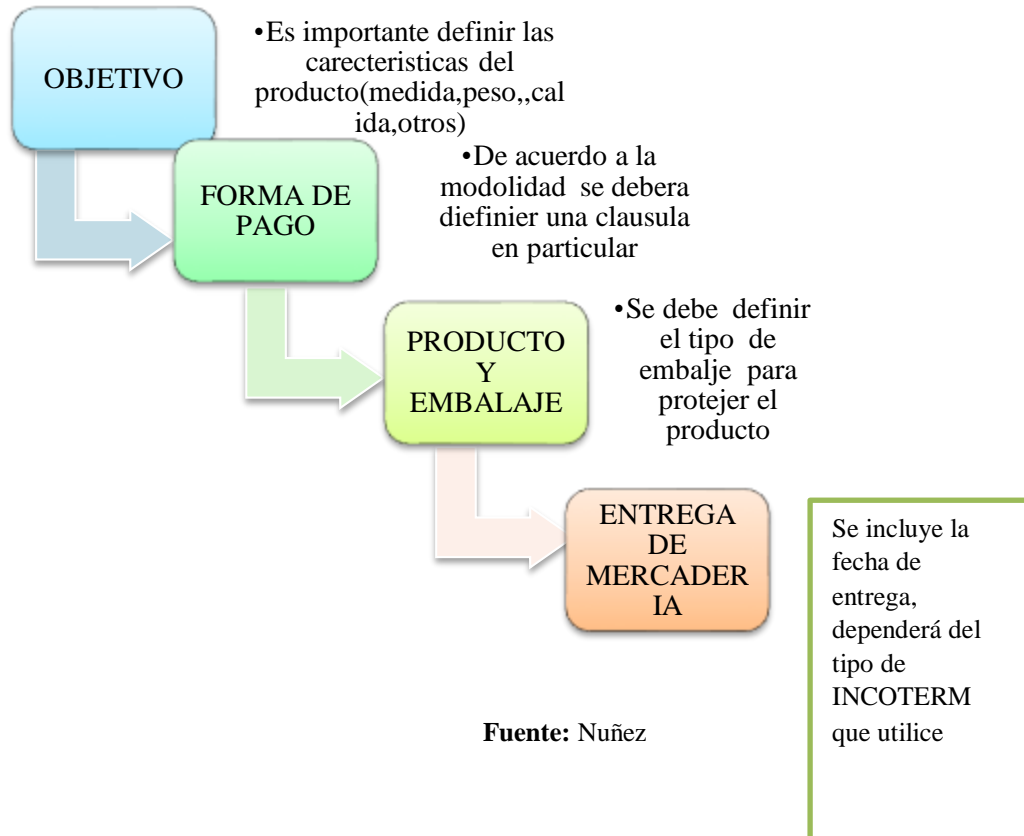 OBJETIVO
•Es importante definir las
carecteristicas del
producto(medida,peso,,cal
ida,otros)
FORMA DE
PAGO
•De acuerdo a la
modolidad se debera
diefinier una clausula
en particular
PRODUCTO
Y
EMBALAJE
•Se debe definir
el tipo de
embalje para
protejer el
producto
ENTREGA
DE
MERCADER
IA
Se incluye la
fecha de
entrega,
dependerá del
tipo de
INCOTERM
que utilice
Fuente: Nuñez